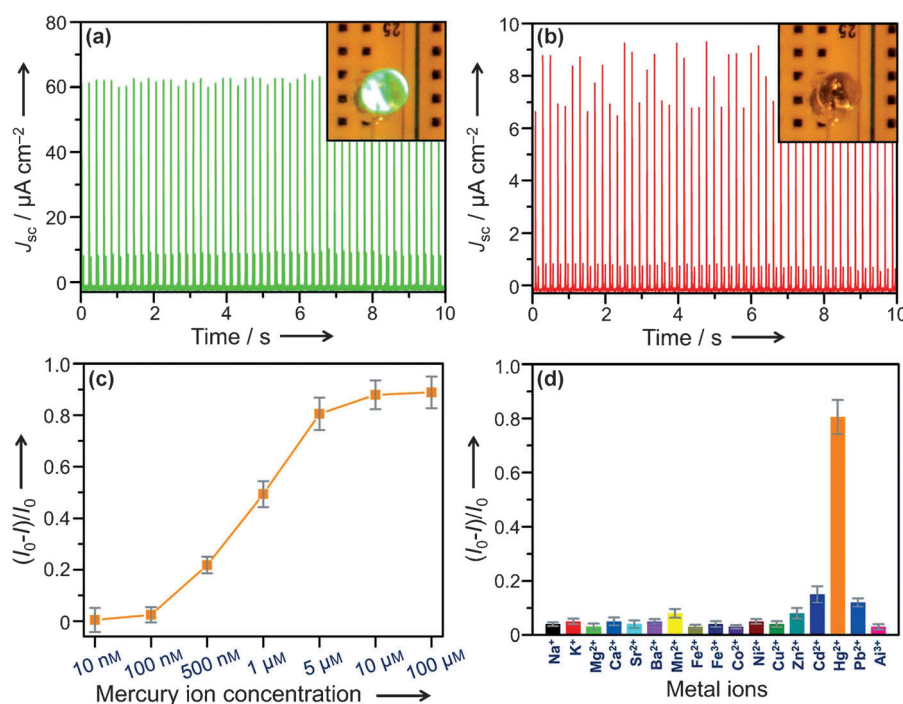 (a)
80
60
40
20
0
J_sc / µA cm⁻²
0 2 4 6 8 10
Time / s
25
(b)
10
8
6
4
2
0
J_sc / µA cm⁻²
0 2 4 6 8 10
Time / s
25
(c)
1.0
0.8
0.6
0.4
0.2
0
(I₀-I)/I₀
10 nM 100 nM 500 nM 1 µM 5 µM 10 µM 100 µM
Mercury ion concentration
(d)
1.0
0.8
0.6
0.4
0.2
0
(I₀-I)/I₀
Na⁺ K⁺ Mg²⁺ Ca²⁺ Sr²⁺ Ba²⁺ Mn²⁺ Fe²⁺ Fe³⁺ Co²⁺ Ni²⁺ Cu²⁺ Zn²⁺ Cd²⁺ Hg²⁺ Pb²⁺ Al³⁺
Metal ions